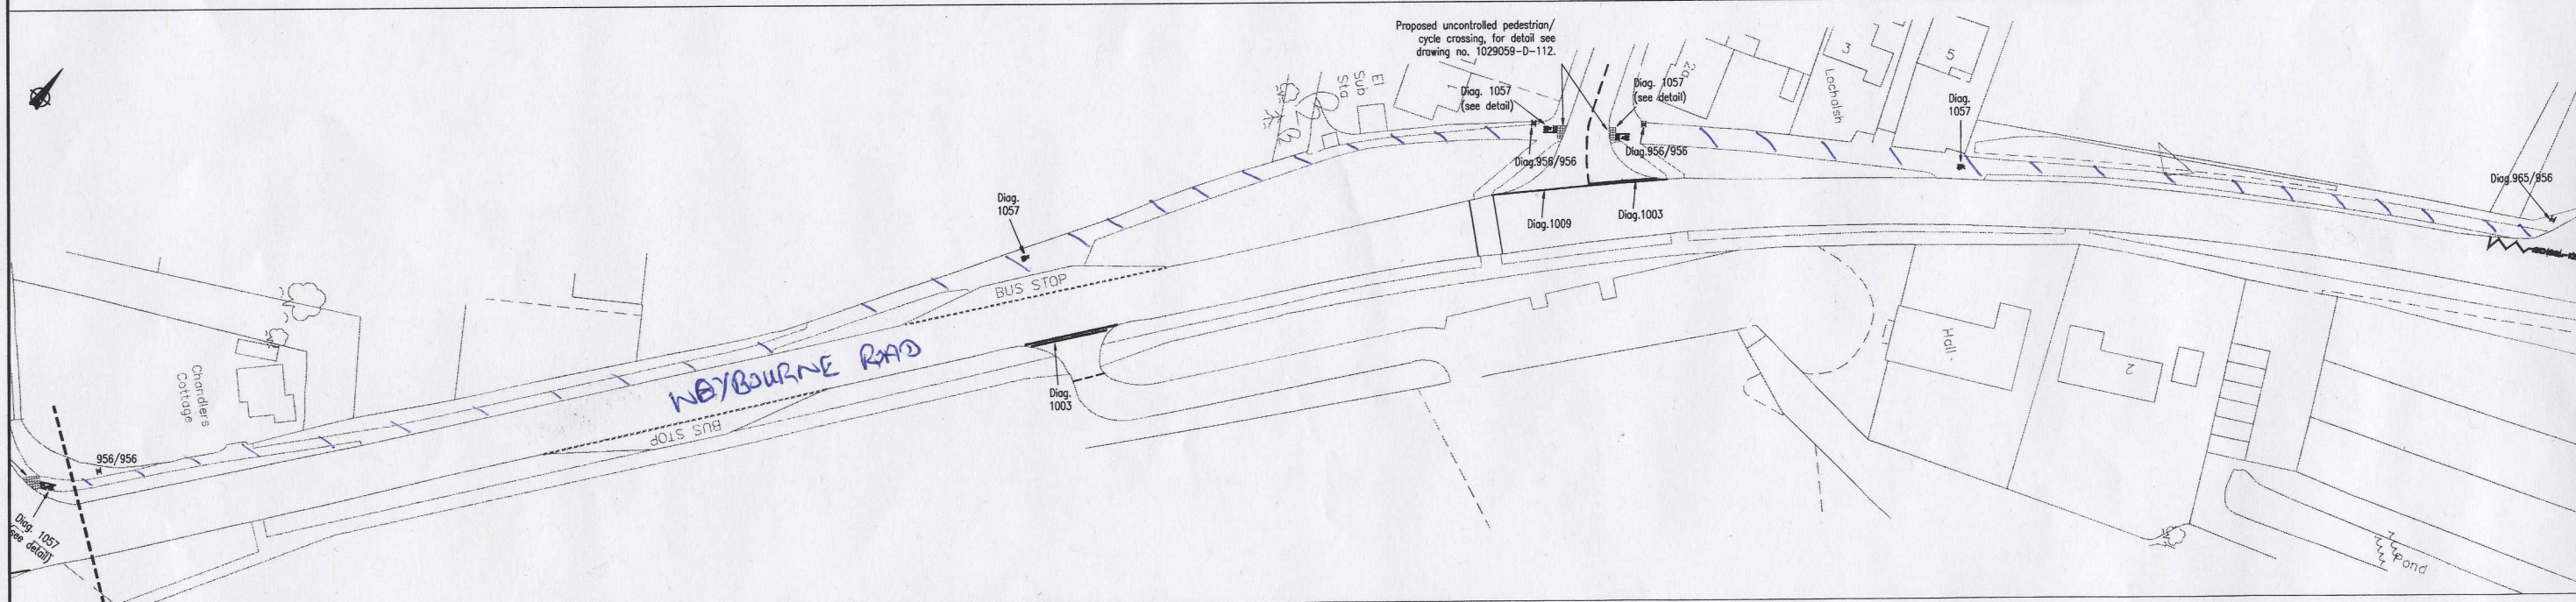 Proposed uncontrolled pedestrian/
cycle crossing, for detail see
drawing no. 1029059-D-112.
El
Sub
Sta
Diag. 1057
(see detail)
Diag. 1057
(see detail)
2a
3
Lochalsh
5
Diag.
1057
Diag.956/956
Diag.956/956
Diag.965/956
Diag.1009
Diag.1003
Diag.
1057
BUS STOP
WEYBOURNE ROAD
BUS STOP
Diag.
1003
Chandlers
Cottage
956/956
Diag. 1057
(see detail)
Hall
2
Pond